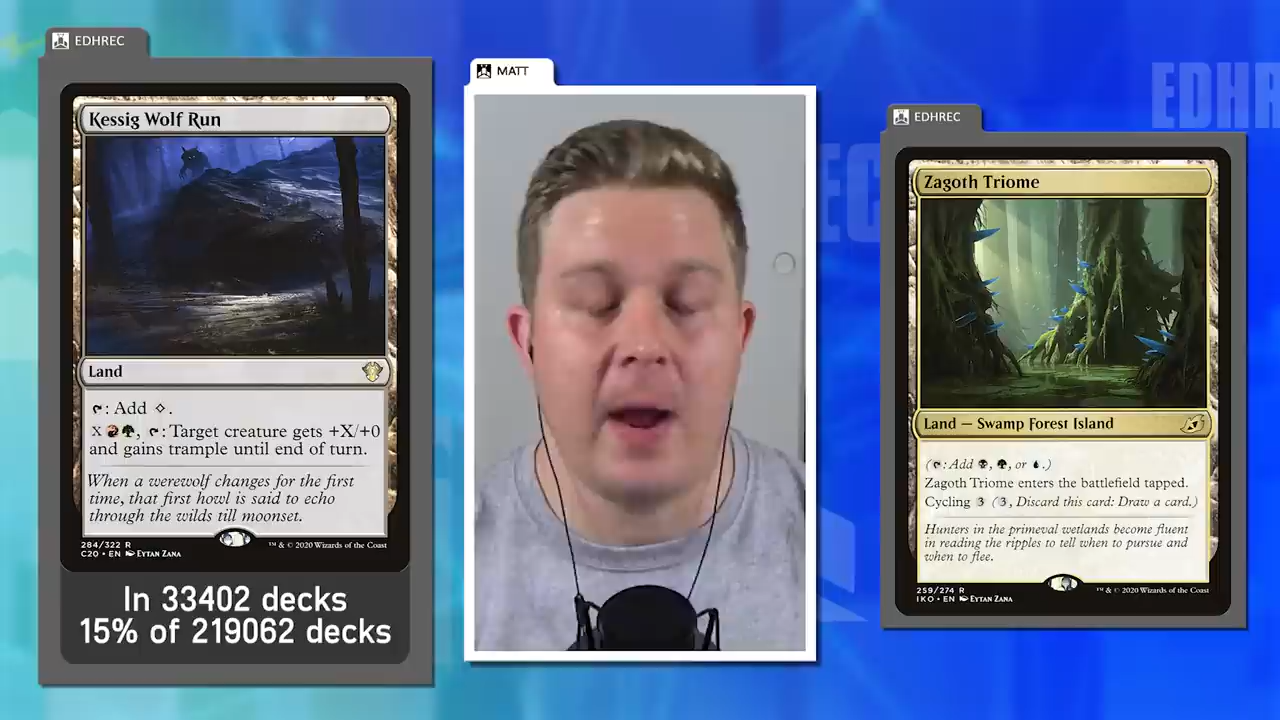 EDHREC
Kessig Wolf Run
Land
: Add .
X , : Target creature gets +X/+0
and gains trample until end of turn.
When a werewolf changes for the first
time, that first howl is said to echo
through the wilds till moonset.
284/322 R
C20 • EN EYTAN ZANA
™ & © 2020 Wizards of the Coast
In 33402 decks
15% of 219062 decks
MATT
EDHREC
Zagoth Triome
Land — Swamp Forest Island
(: Add , , or .)
Zagoth Triome enters the battlefield tapped.
Cycling 3 (3, Discard this card: Draw a card.)
Hunters in the primeval wetlands become fluent
in reading the ripples to tell when to pursue and
when to flee.
259/274 R
IKO • EN EYTAN ZANA
™ & © 2020 Wizards of the Coast
EDHR
EC